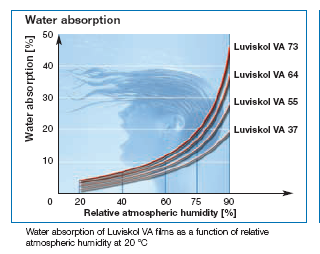 Water absorption
Water absorption [%]
50
40
30
20
10
0 20 40 60 75 90
Luviskol VA 73
Luviskol VA 64
Luviskol VA 55
Luviskol VA 37
Relative atmospheric humidity [%]
Water absorption of Luviskol VA films as a function of relative
atmospheric humidity at 20 °C